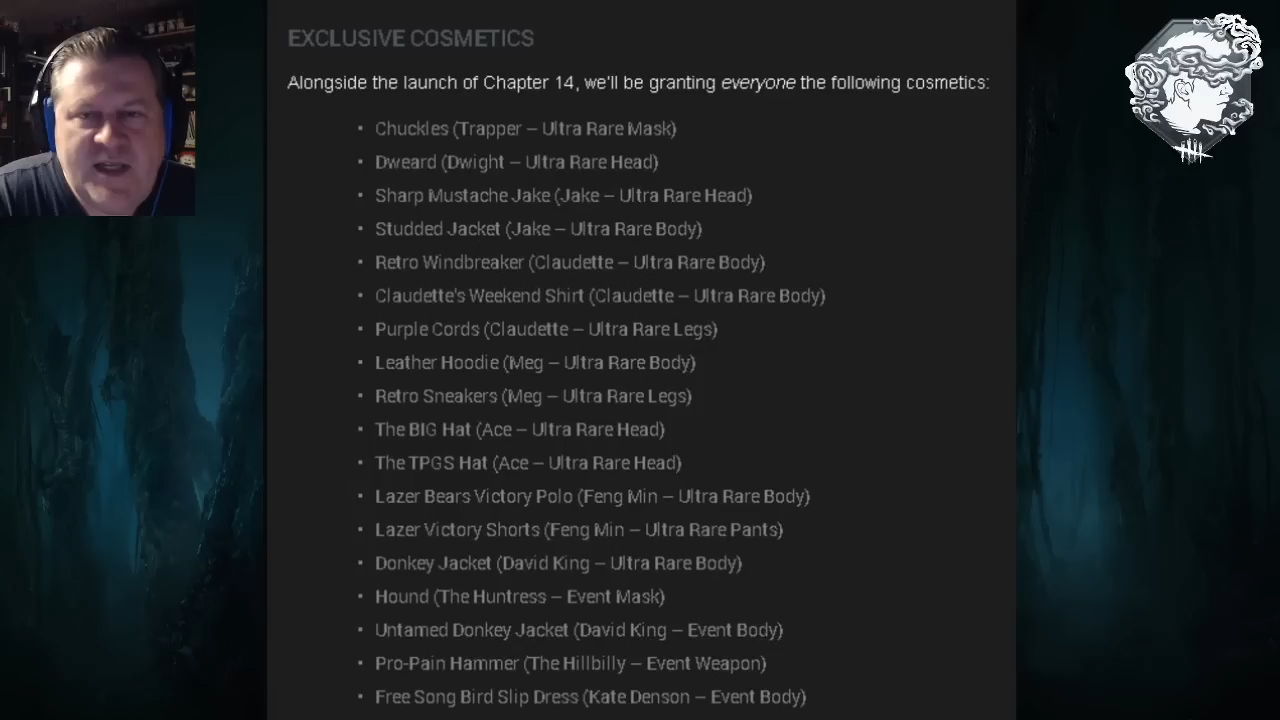 EXCLUSIVE COSMETICS
Alongside the launch of Chapter 14, we'll be granting everyone the following cosmetics:
• Chuckles (Trapper – Ultra Rare Mask)
• Dweard (Dwight – Ultra Rare Head)
• Sharp Mustache Jake (Jake – Ultra Rare Head)
• Studded Jacket (Jake – Ultra Rare Body)
• Retro Windbreaker (Claudette – Ultra Rare Body)
• Claudette's Weekend Shirt (Claudette – Ultra Rare Body)
• Purple Cords (Claudette – Ultra Rare Legs)
• Leather Hoodie (Meg – Ultra Rare Body)
• Retro Sneakers (Meg – Ultra Rare Legs)
• The BIG Hat (Ace – Ultra Rare Head)
• The TPGS Hat (Ace – Ultra Rare Head)
• Lazer Bears Victory Polo (Feng Min – Ultra Rare Body)
• Lazer Victory Shorts (Feng Min – Ultra Rare Pants)
• Donkey Jacket (David King – Ultra Rare Body)
• Hound (The Huntress – Event Mask)
• Untamed Donkey Jacket (David King – Event Body)
• Pro-Pain Hammer (The Hillbilly – Event Weapon)
• Free Song Bird Slip Dress (Kate Denson – Event Body)